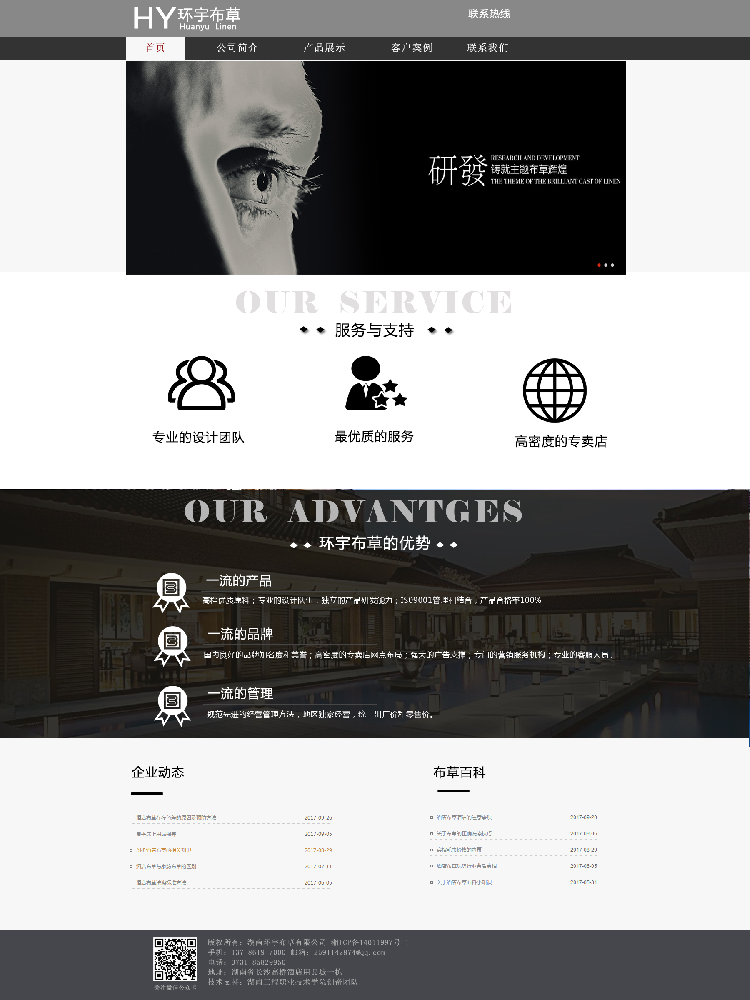 HY 环宇布草
Huanyu Linen
联系热线
首页 公司简介 产品展示 客户案例 联系我们
研發
RESEARCH AND DEVELOPMENT
铸就主题布草辉煌
THE THEME OF THE BRILLIANT CAST OF LINEN
OUR SERVICE
服务与支持
专业的设计团队
最优质的服务
高密度的专卖店
OUR ADVANTGES
环宇布草的优势
一流的产品
高档优质原料；专业的设计队伍，独立的产品研发能力；IS09001管理相结合，产品合格率100%
一流的品牌
国内良好的品牌知名度和美誉；高密度的专卖店网点布局；强大的广告支撑；专门的营销服务机构；专业的客服人员。
一流的管理
规范先进的经营管理方法，地区独家经营，统一出厂价和零售价。
企业动态
酒店布草存在色差的原因及预防方法 2017-09-26
夏季床上用品保养 2017-09-05
剖析酒店布草的相关知识 2017-08-29
酒店布草与家纺布草的区别 2017-07-11
酒店布草洗涤标准方法 2017-06-05
布草百科
酒店布草清洁的注意事项 2017-09-20
关于布草的正确洗涤技巧 2017-09-05
宾馆毛巾价格的内幕 2017-08-29
酒店布草洗涤行业背后真相 2017-06-05
关于酒店布草面料小知识 2017-05-31
关注微信公众号
版权所有：湖南环宇布草有限公司 湘ICP备14011997号-1
手机：137 8619 7000 邮箱：2591142874@qq.com
电话：0731-85829950
地址：湖南省长沙高桥酒店用品城一栋
技术支持：湖南工程职业技术学院创奇团队